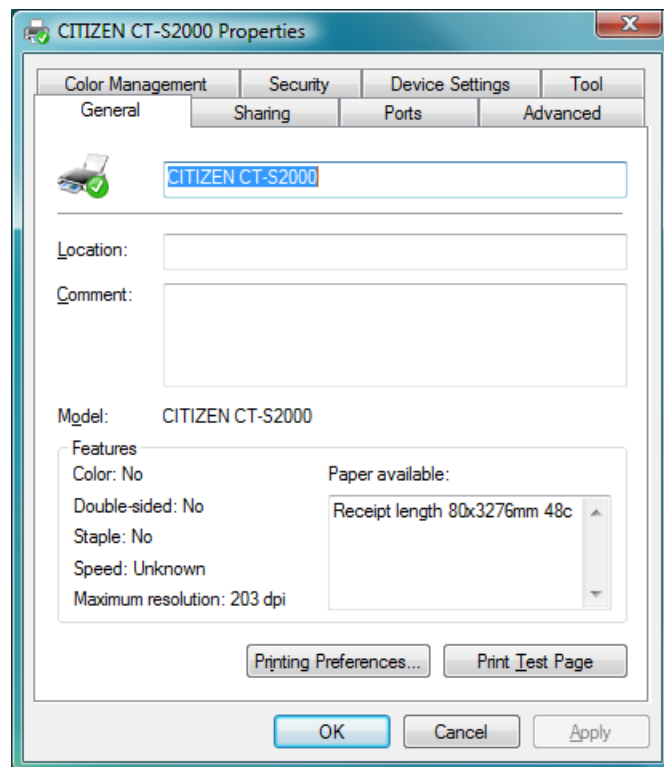 CITIZEN CT-S2000 Properties
X
Color Management Security Device Settings Tool
General Sharing Ports Advanced
CITIZEN CT-S2000
Location:
Comment:
Model: CITIZEN CT-S2000
Features
Color: No Paper available:
Double-sided: No Receipt length 80x3276mm 48c
Staple: No
Speed: Unknown
Maximum resolution: 203 dpi
Printing Preferences... Print Test Page
OK Cancel Apply